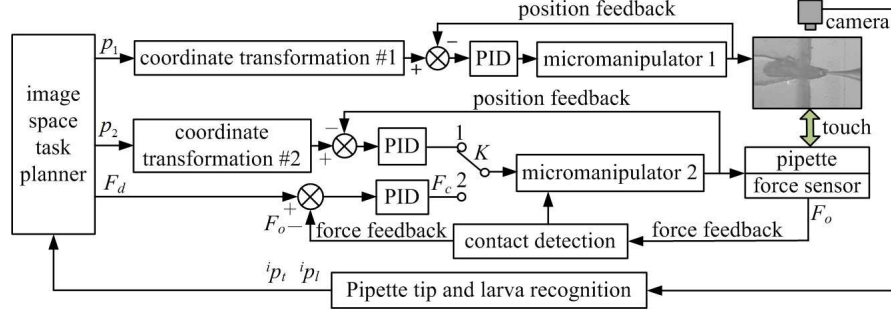 position feedback
camera
p1
coordinate transformation #1
−
+
PID
micromanipulator 1
image
space
task
planner
position feedback
touch
p2
coordinate
transformation #2
−
+
PID
1
K
micromanipulator 2
pipette
force sensor
Fd
+
Fo −
PID
Fc 2
Fo
force feedback
contact detection
force feedback
ipt ipl
Pipette tip and larva recognition